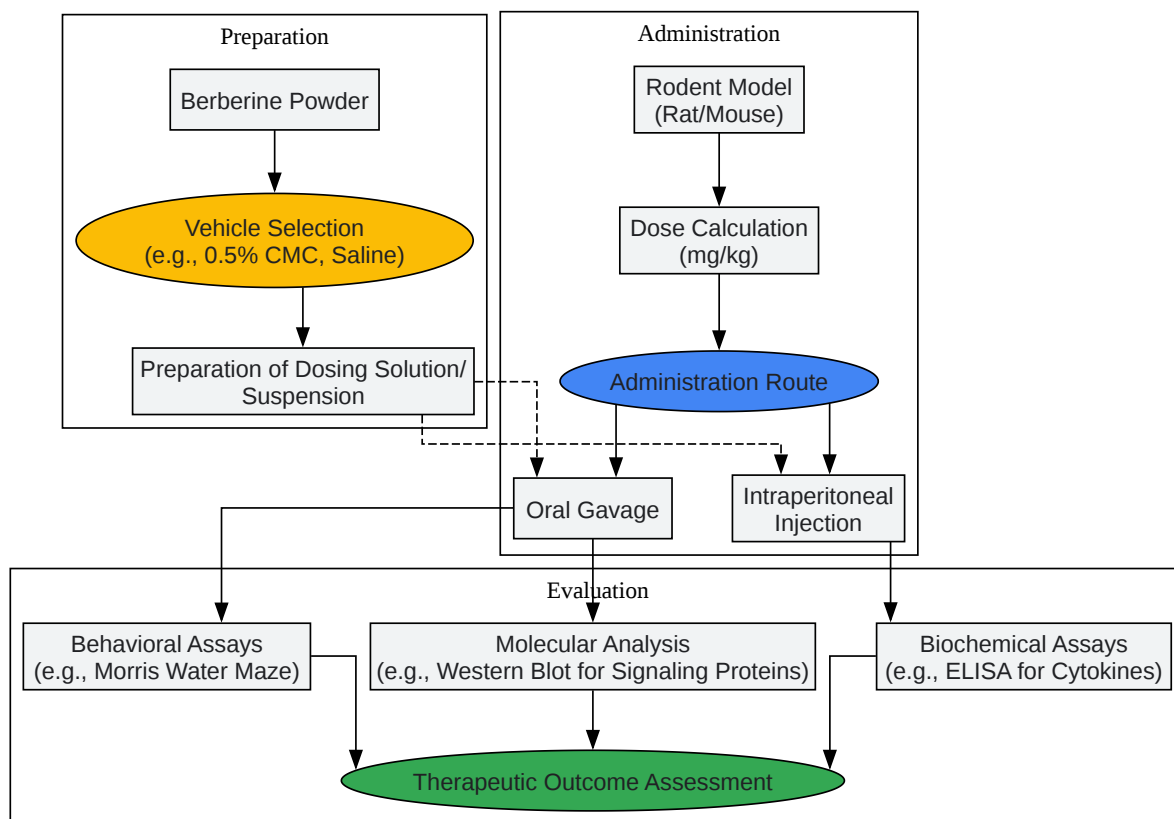 Preparation
Berberine Powder
Vehicle Selection
(e.g., 0.5% CMC, Saline)
Preparation of Dosing Solution/
Suspension
Administration
Rodent Model
(Rat/Mouse)
Dose Calculation
(mg/kg)
Administration Route
Oral Gavage
Intraperitoneal
Injection
Evaluation
Behavioral Assays
(e.g., Morris Water Maze)
Molecular Analysis
(e.g., Western Blot for Signaling Proteins)
Biochemical Assays
(e.g., ELISA for Cytokines)
Therapeutic Outcome Assessment